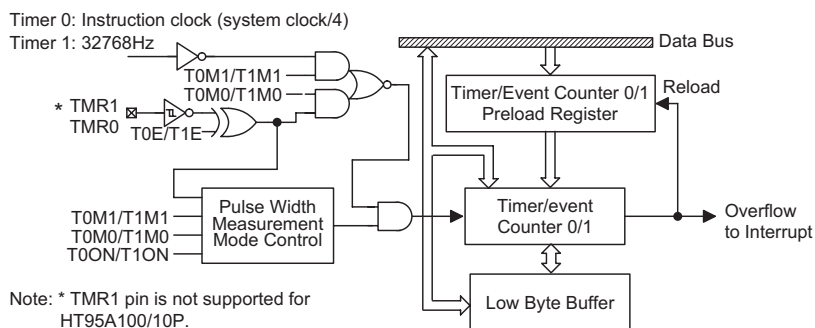 Timer 0: Instruction clock (system clock/4)
Timer 1: 32768Hz
T0M1/T1M1
T0M0/T1M0
* TMR1
TMR0
T0E/T1E
T0M1/T1M1
T0M0/T1M0
T0ON/T1ON
Pulse Width
Measurement
Mode Control
Data Bus
Timer/Event Counter 0/1
Preload Register
Reload
Timer/event
Counter 0/1
Overflow
to Interrupt
Low Byte Buffer
Note: * TMR1 pin is not supported for
HT95A100/10P.